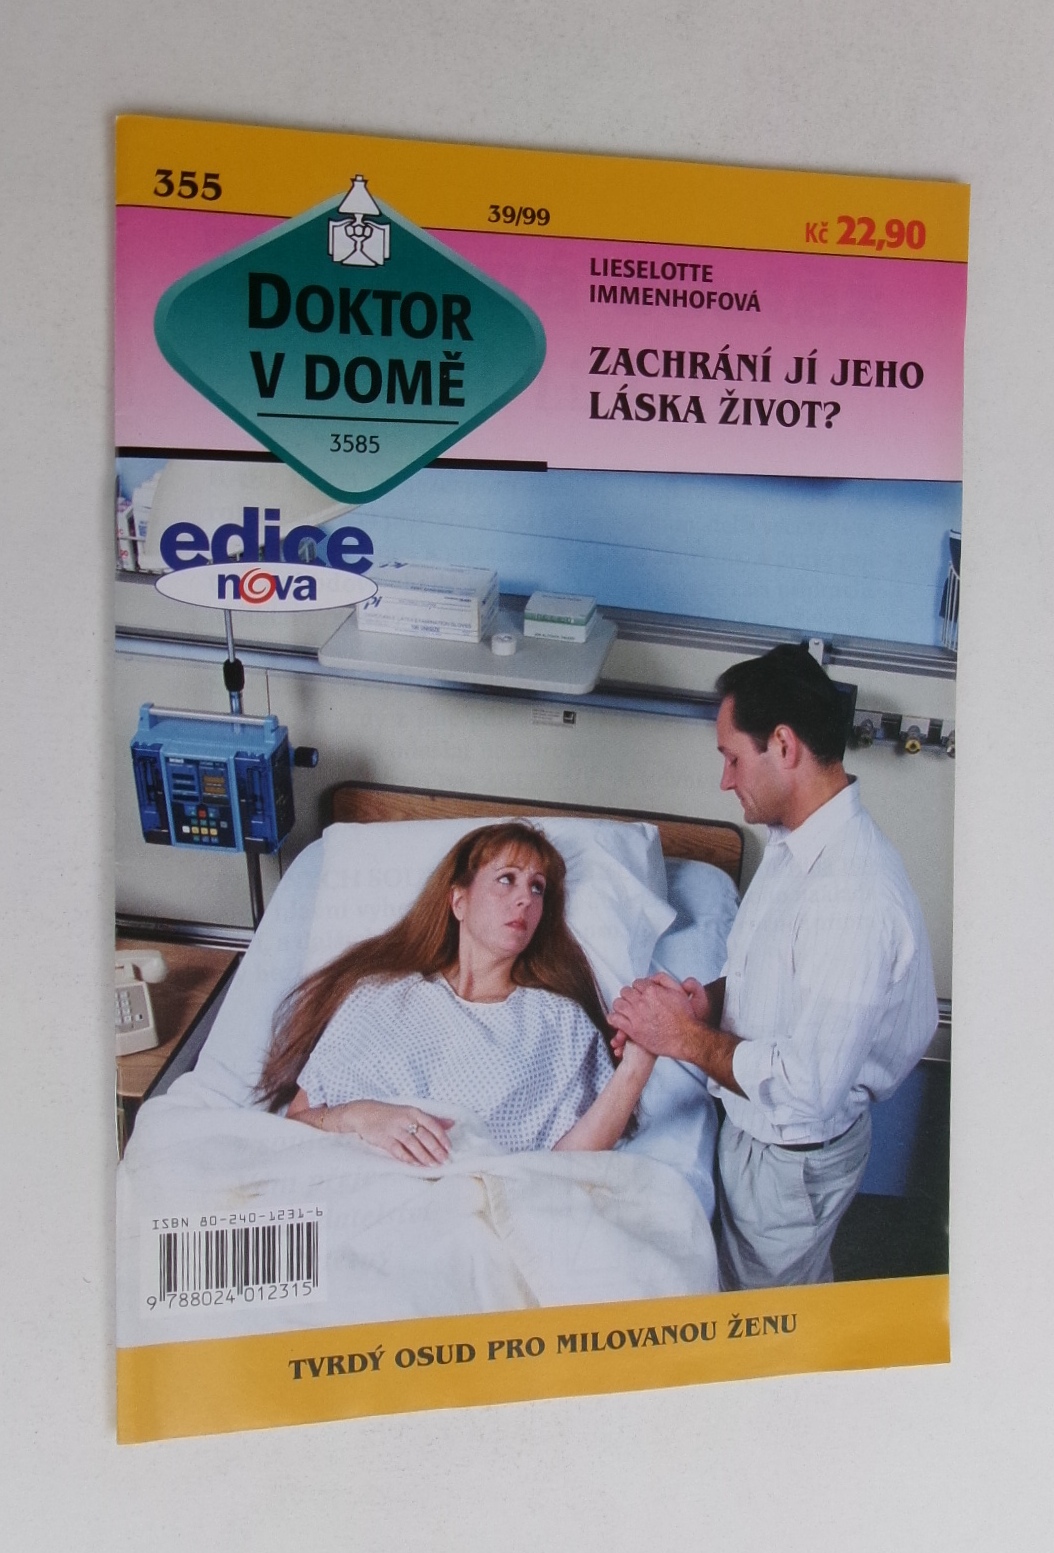 355
39/99
Kč 22,90
DOKTOR
V DOMĚ
3585
LIESELOTTE
IMMENHOFOVÁ
ZACHRÁNÍ JÍ JEHO
LÁSKA ŽIVOT?
edice
nova
ISBN 80-240-1231-6
9 788024 012315
TVRDÝ OSUD PRO MILOVANOU ŽENU